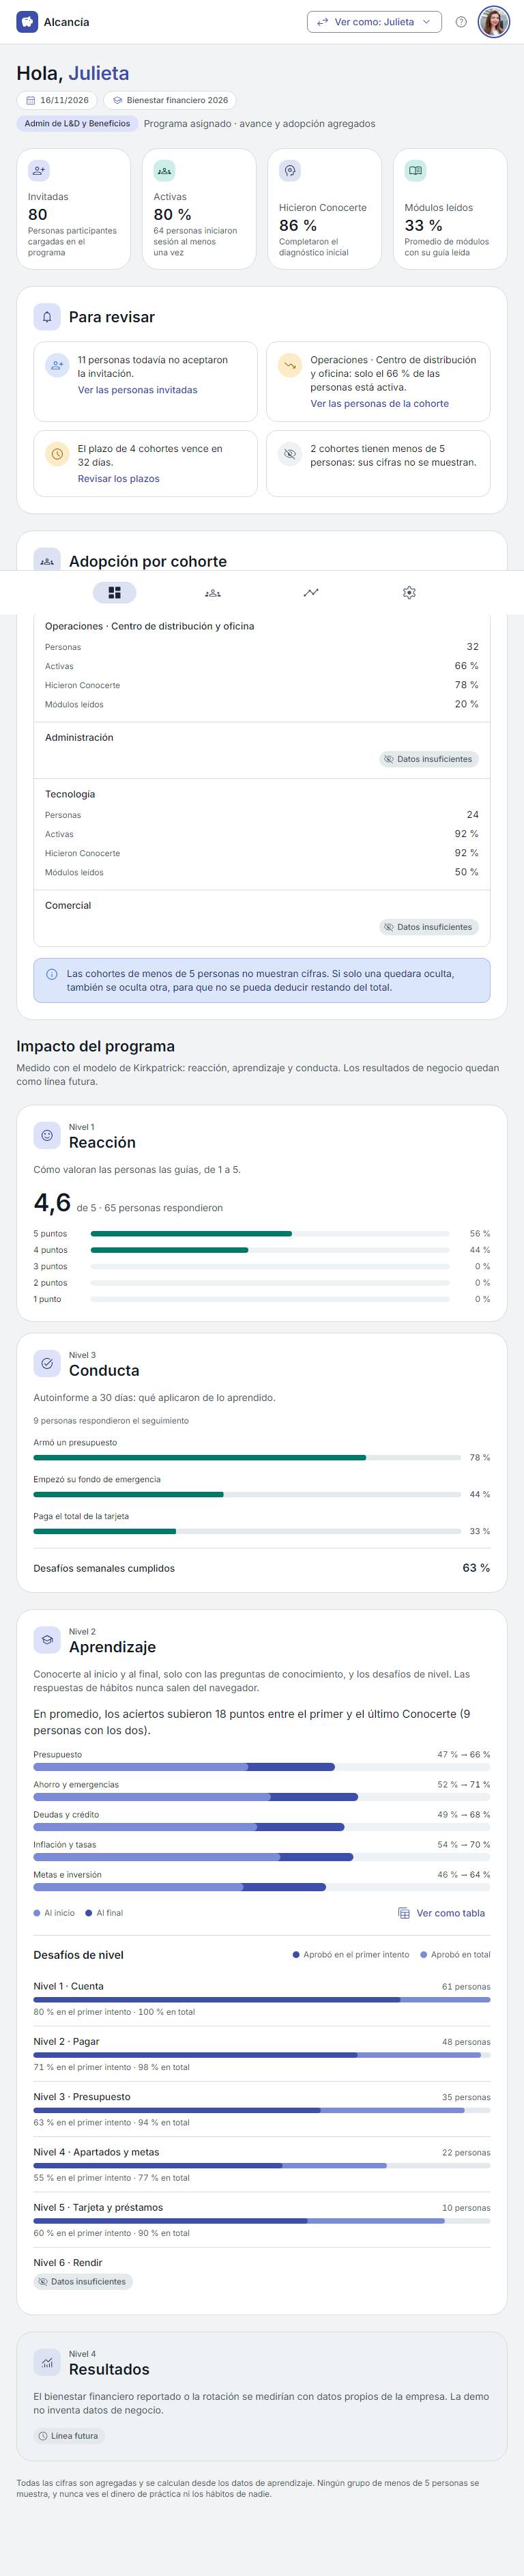 Alcancía
Ver como: Julieta
Hola, Julieta
16/11/2026
Bienestar financiero 2026
Admin de L&D y Beneficios
Programa asignado · avance y adopción agregados
Invitadas
80
Personas participantes
cargadas en el
programa
Activas
80 %
64 personas iniciaron
sesión al menos
una vez
Hicieron Conocerte
86 %
Completaron el
diagnóstico inicial
Módulos leídos
33 %
Promedio de módulos
con su guía leída
Para revisar
11 personas todavía no aceptaron
la invitación.
Ver las personas invitadas
Operaciones · Centro de distribución
y oficina: solo el 66 % de las
personas está activa.
Ver las personas de la cohorte
El plazo de 4 cohortes vence en
32 días.
Revisar los plazos
2 cohortes tienen menos de 5
personas: sus cifras no se muestran.
Adopción por cohorte
Operaciones · Centro de distribución y oficina
Personas 32
Activas 66 %
Hicieron Conocerte 78 %
Módulos leídos 20 %
Administración
Datos insuficientes
Tecnología
Personas 24
Activas 92 %
Hicieron Conocerte 92 %
Módulos leídos 50 %
Comercial
Datos insuficientes
Las cohortes de menos de 5 personas no muestran cifras. Si solo una quedara oculta,
también se oculta otra, para que no se pueda deducir restando del total.
Impacto del programa
Medido con el modelo de Kirkpatrick: reacción, aprendizaje y conducta. Los resultados de negocio quedan
como línea futura.
Nivel 1
Reacción
Cómo valoran las personas las guías, de 1 a 5.
4,6 de 5 · 65 personas respondieron
5 puntos 56 %
4 puntos 44 %
3 puntos 0 %
2 puntos 0 %
1 punto 0 %
Nivel 3
Conducta
Autoinforme a 30 días: qué aplicaron de lo aprendido.
9 personas respondieron el seguimiento
Armó un presupuesto
78 %
Empezó su fondo de emergencia
44 %
Paga el total de la tarjeta
33 %
Desafíos semanales cumplidos 63 %
Nivel 2
Aprendizaje
Conocerte al inicio y al final, solo con las preguntas de conocimiento, y los desafíos de nivel. Las
respuestas de hábitos nunca salen del navegador.
En promedio, los aciertos subieron 18 puntos entre el primer y el último Conocerte (9
personas con los dos).
Presupuesto 47 % → 66 %
Ahorro y emergencias 52 % → 71 %
Deudas y crédito 49 % → 68 %
Inflación y tasas 54 % → 70 %
Metas e inversión 46 % → 64 %
Al inicio Al final Ver como tabla
Desafíos de nivel Aprobó en el primer intento Aprobó en total
Nivel 1 · Cuenta 61 personas
80 % en el primer intento · 100 % en total
Nivel 2 · Pagar 48 personas
71 % en el primer intento · 98 % en total
Nivel 3 · Presupuesto 35 personas
63 % en el primer intento · 94 % en total
Nivel 4 · Apartados y metas 22 personas
55 % en el primer intento · 77 % en total
Nivel 5 · Tarjeta y préstamos 10 personas
60 % en el primer intento · 90 % en total
Nivel 6 · Rendir
Datos insuficientes
Nivel 4
Resultados
El bienestar financiero reportado o la rotación se medirían con datos propios de la empresa. La demo
no inventa datos de negocio.
Línea futura
Todas las cifras son agregadas y se calculan desde los datos de aprendizaje. Ningún grupo de menos de 5 personas se
muestra, y nunca ves el dinero de práctica ni los hábitos de nadie.